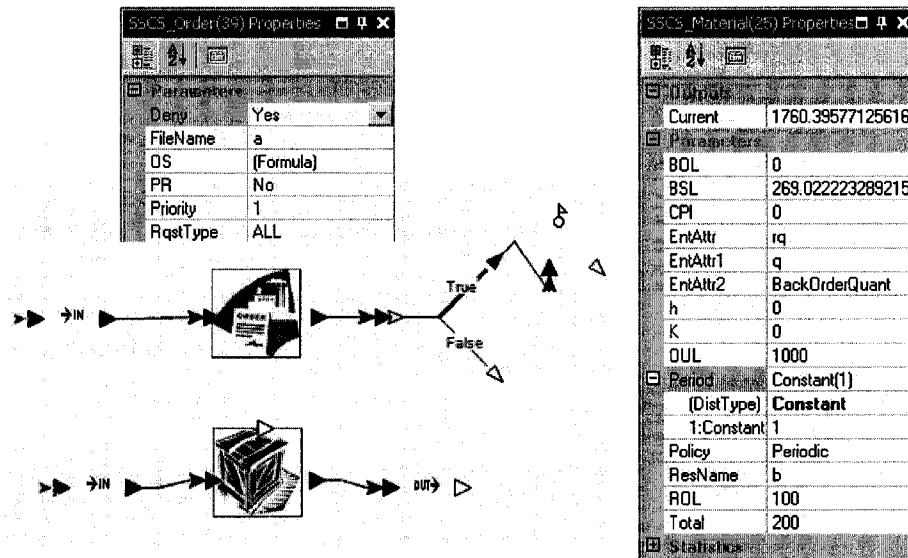 SSCS_Order(39) Properties
Parameters
Deny Yes
FileName a
OS (Formula)
PR No
Priority 1
RqstType ALL
IN
ORDER
True
False
IN
OUT
SSCS_Material(25) Properties
Outputs
Current 1760.39577125616
Parameters
BOL 0
BSL 269.022223289215
CPI 0
EntAttr rq
EntAttr1 q
EntAttr2 BackOrderQuant
h 0
K 0
OUL 1000
Period Constant(1)
(DistType) Constant
1:Constant 1
Policy Periodic
ResName b
ROL 100
Total 200
Statistics